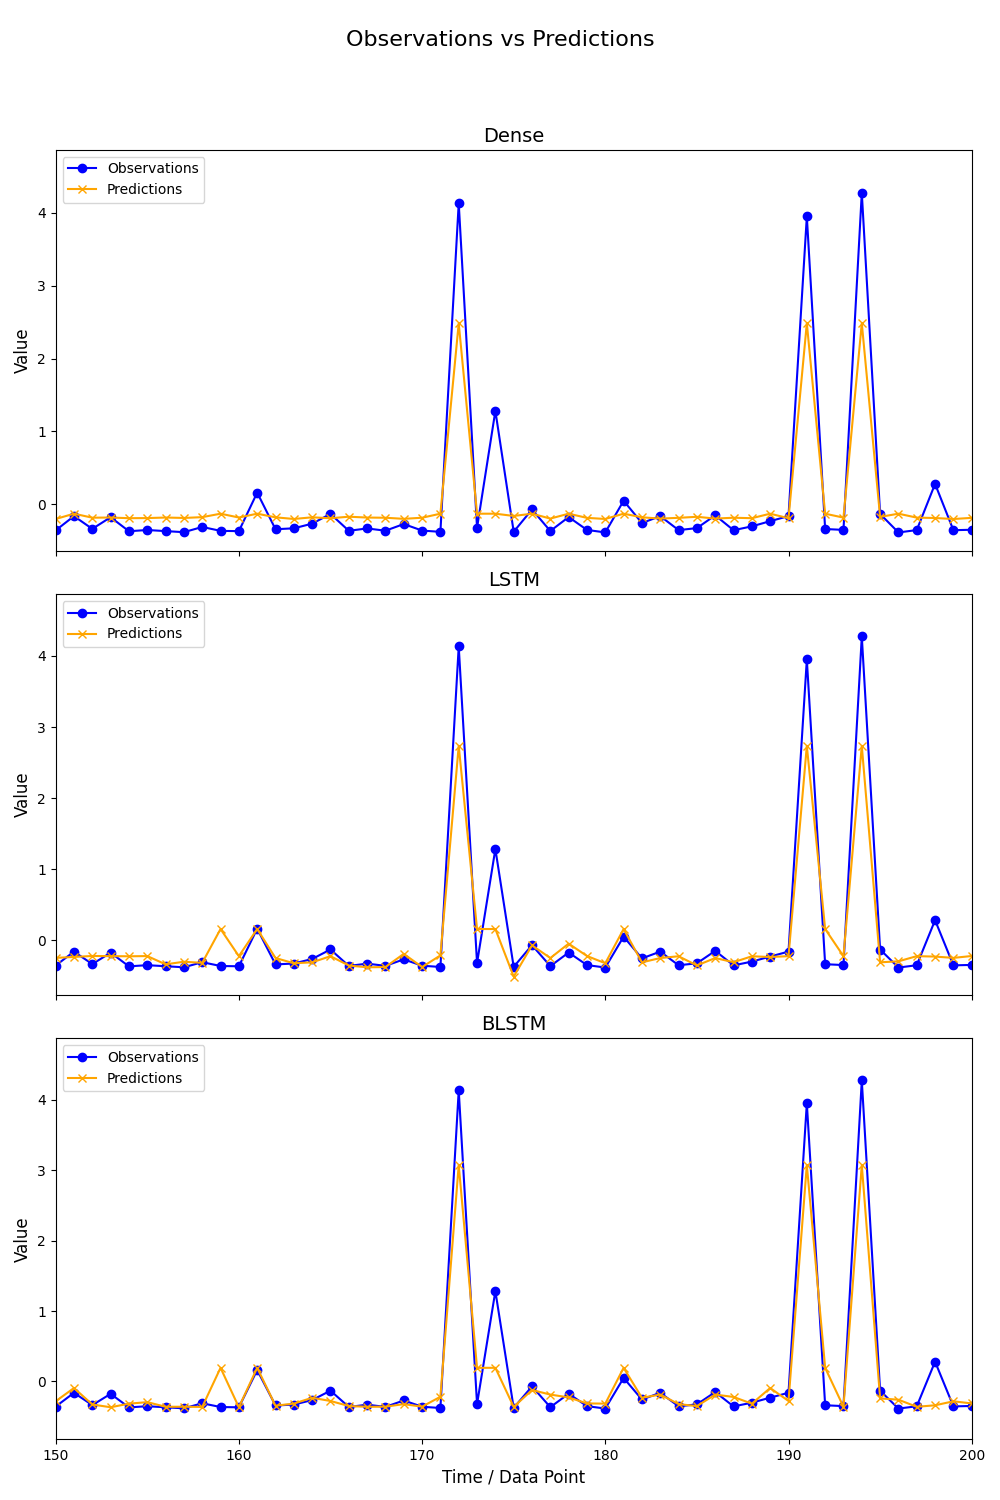 Observations vs Predictions
Dense
Observations
Predictions
4
3
2
1
0
Value
LSTM
Observations
Predictions
4
3
2
1
0
Value
BLSTM
Observations
Predictions
4
3
2
1
0
Value
150 160 170 180 190 200
Time / Data Point